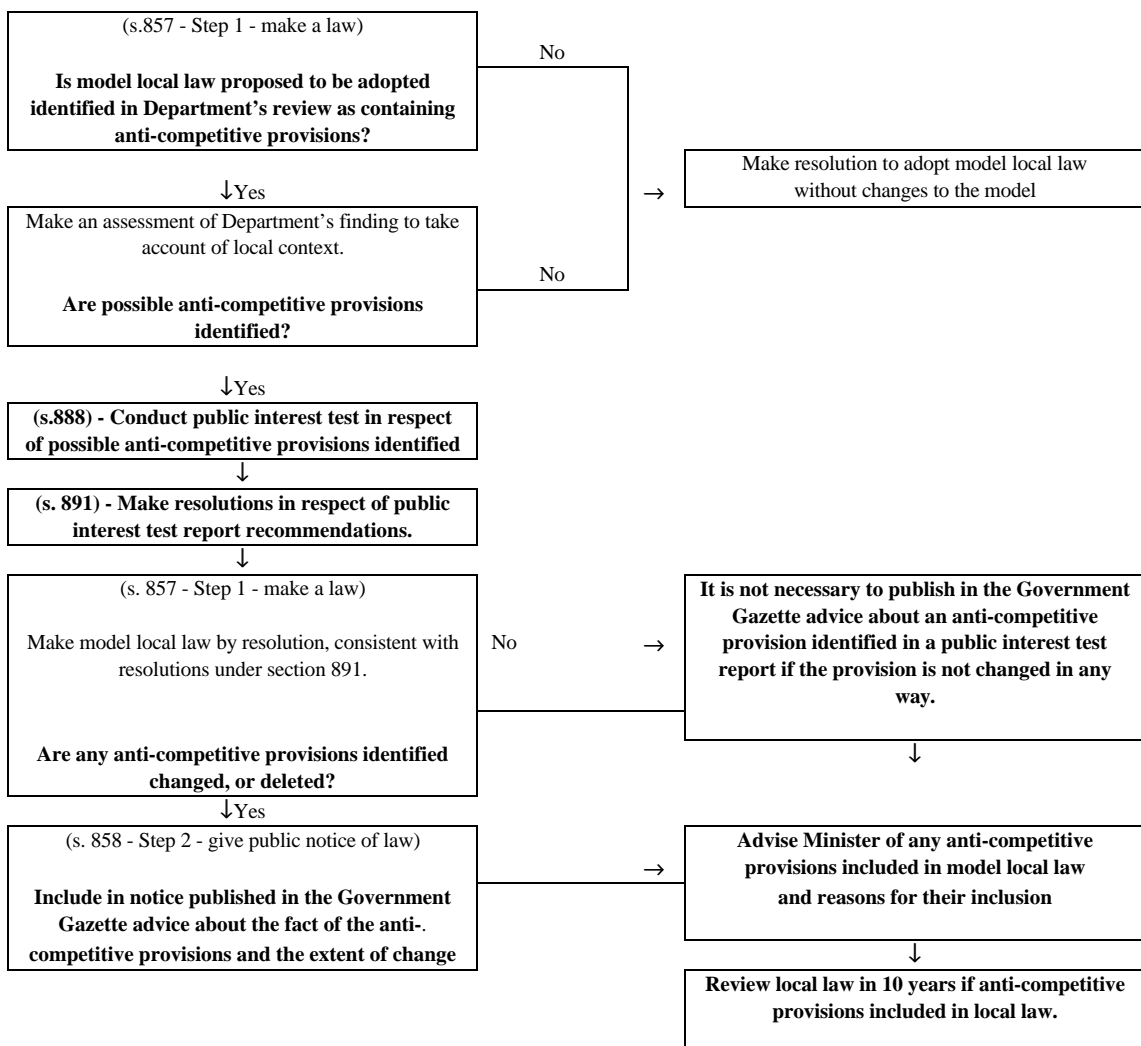 (s.857 - Step 1 - make a law)
No
Is model local law proposed to be adopted
identified in Department's review as containing
anti-competitive provisions?
Make resolution to adopt model local law
without changes to the model
↓Yes
→
Make an assessment of Department's finding to take
account of local context.
No
Are possible anti-competitive provisions
identified?
↓Yes
(s.888) - Conduct public interest test in respect
of possible anti-competitive provisions identified
↓
(s. 891) - Make resolutions in respect of public
interest test report recommendations.
↓
(s. 857 - Step 1 - make a law)
Make model local law by resolution, consistent with
resolutions under section 891.
No
→
Are any anti-competitive provisions identified
changed, or deleted?
It is not necessary to publish in the Government
Gazette advice about an anti-competitive
provision identified in a public interest test
report if the provision is not changed in any
way.
↓
↓Yes
(s. 858 - Step 2 - give public notice of law)
→
Include in notice published in the Government
Gazette advice about the fact of the anti-.
competitive provisions and the extent of change
Advise Minister of any anti-competitive
provisions included in model local law
and reasons for their inclusion
↓
Review local law in 10 years if anti-competitive
provisions included in local law.